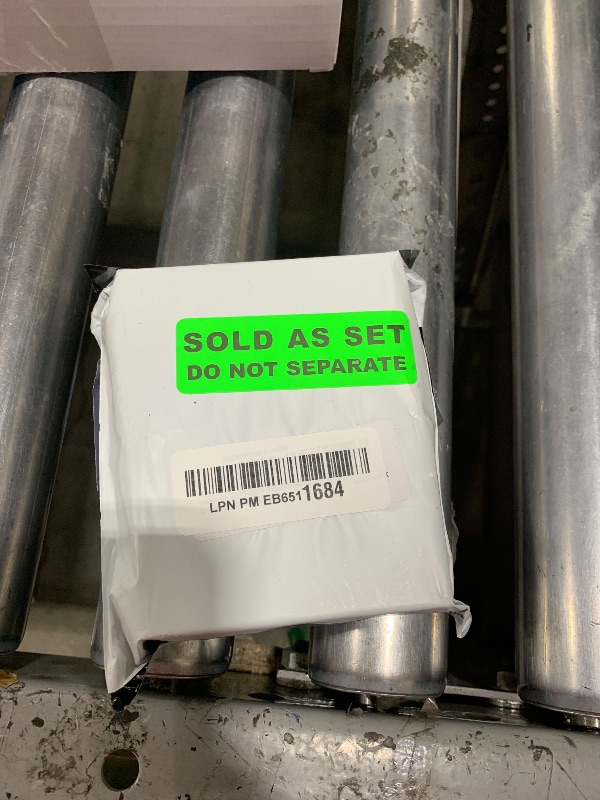 SOLD AS SET
DO NOT SEPARATE
LPN PM EB6511684